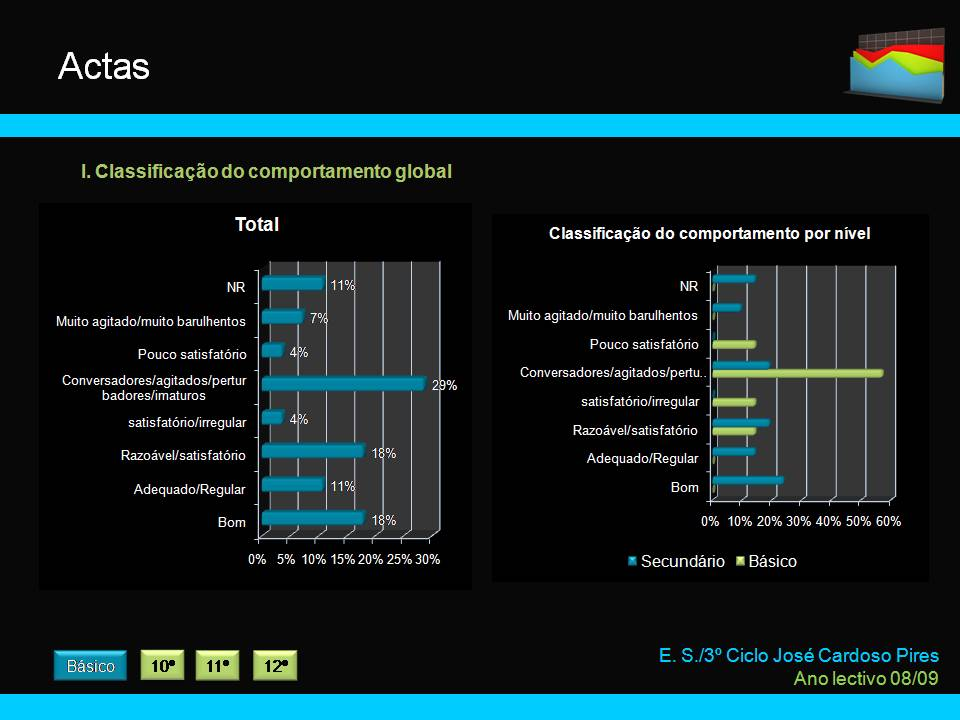 Actas
I. Classificação do comportamento global
Total
NR
11%
Muito agitado/muito barulhentos
7%
Pouco satisfatório
4%
Conversadores/agitados/pertur
badores/imaturos
29%
satisfatório/irregular
4%
Razoável/satisfatório
18%
Adequado/Regular
11%
Bom
18%
0% 5% 10% 15% 20% 25% 30%
Classificação do comportamento por nível
NR
Muito agitado/muito barulhentos
Pouco satisfatório
Conversadores/agitados/pertu..
satisfatório/irregular
Razoável/satisfatório
Adequado/Regular
Bom
0% 10% 20% 30% 40% 50% 60%
Secundário Básico
Básico 10º 11º 12º
E. S./3º Ciclo José Cardoso Pires
Ano lectivo 08/09